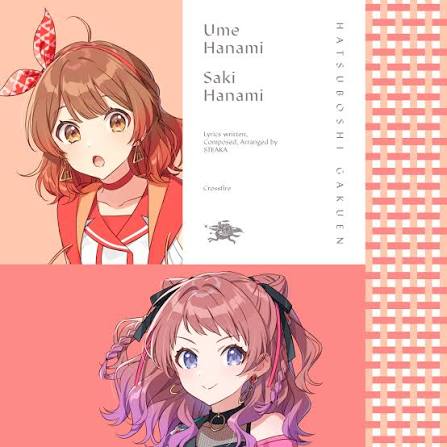 Ume
Hanami
Saki
Hanami
Lyrics written,
Composed, Arranged by
STEAKA
Crossfire
HATSUBOSHI GAKUEN